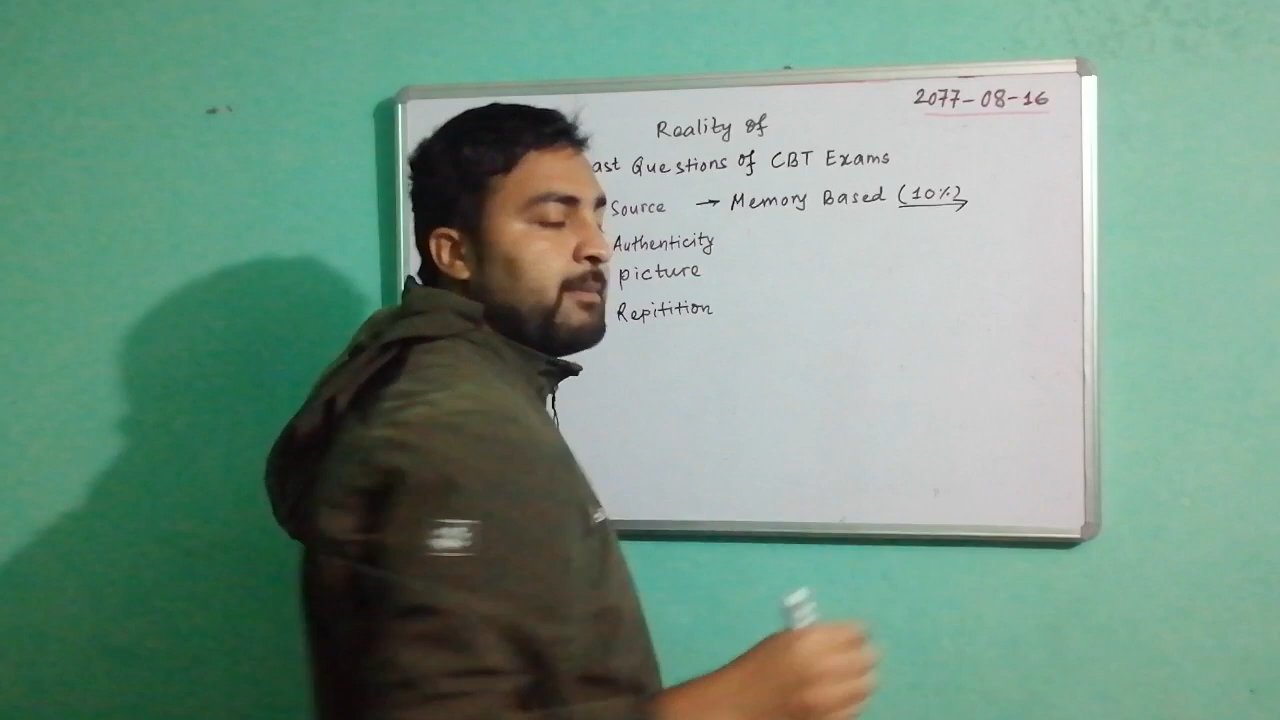 2077-08-16
Reality of
ast Questions of CBT Exams
Source → Memory Based (10%)
Authenticity
picture
Repitition